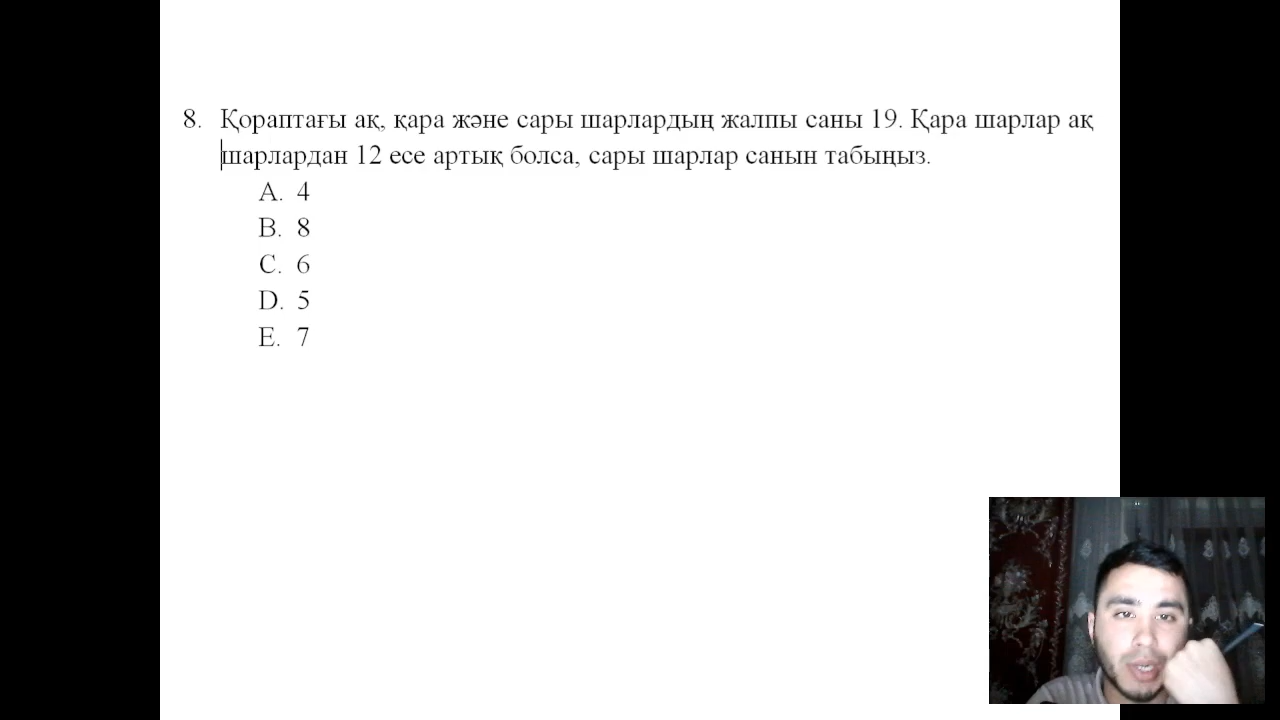 8. Қораптағы ақ, қара және сары шарлардың жалпы саны 19. Қара шарлар ақ
шарлардан 12 есе артық болса, сары шарлар санын табыңыз.
A. 4
B. 8
C. 6
D. 5
E. 7